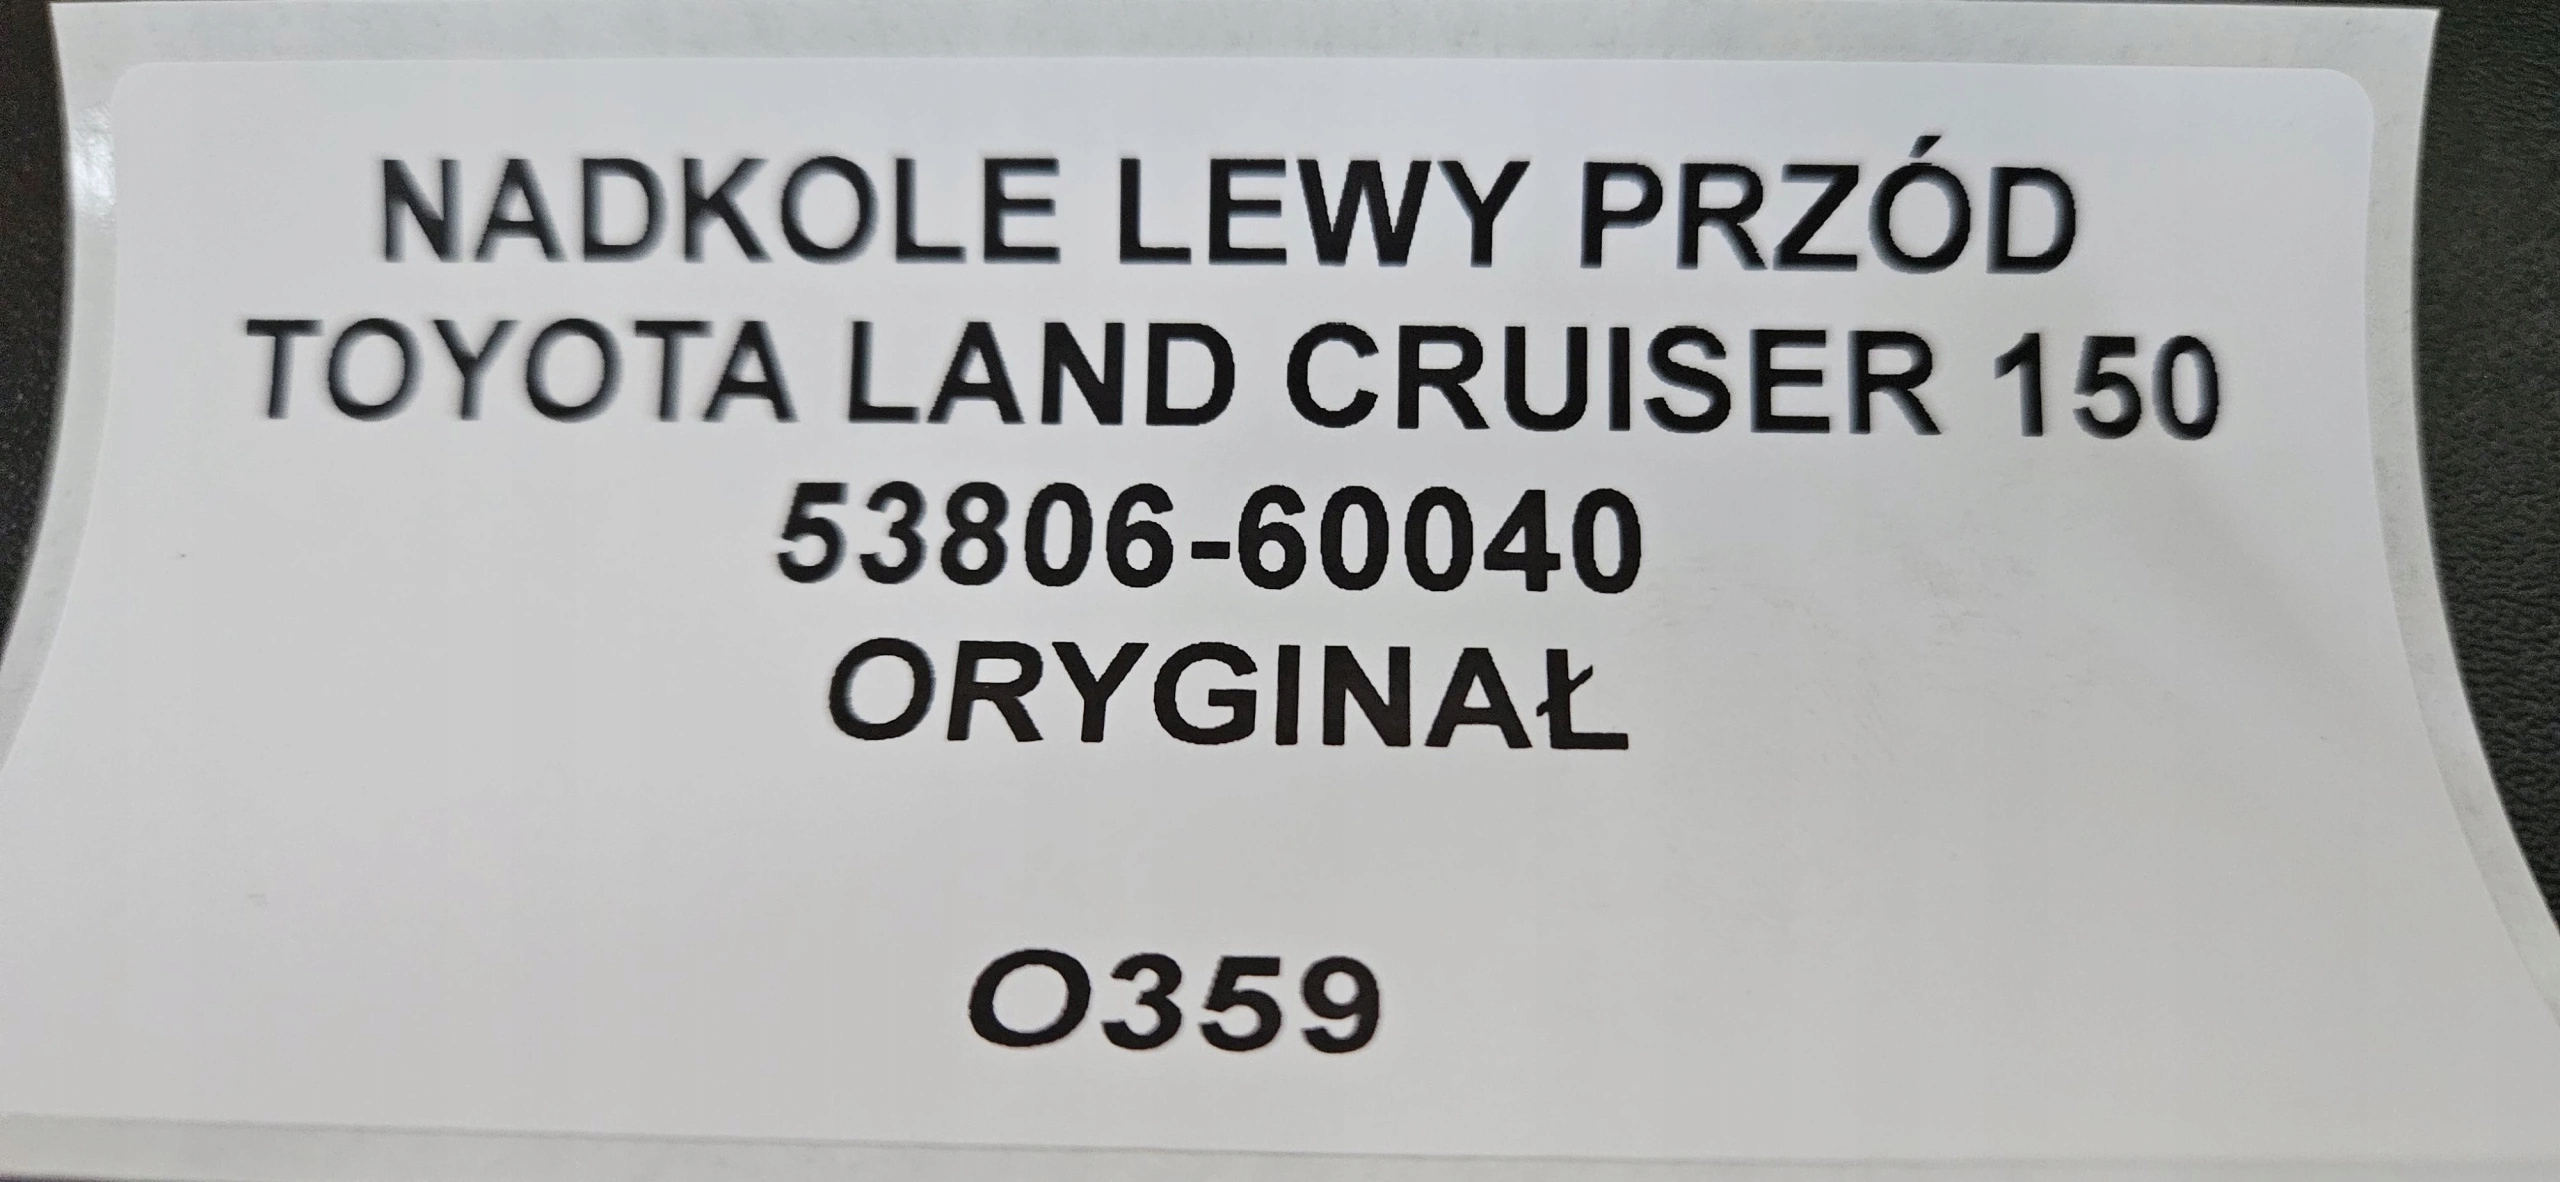 NADKOLE LEWY PRZÓD
TOYOTA LAND CRUISER 150
53806-60040
ORYGINAŁ
O359